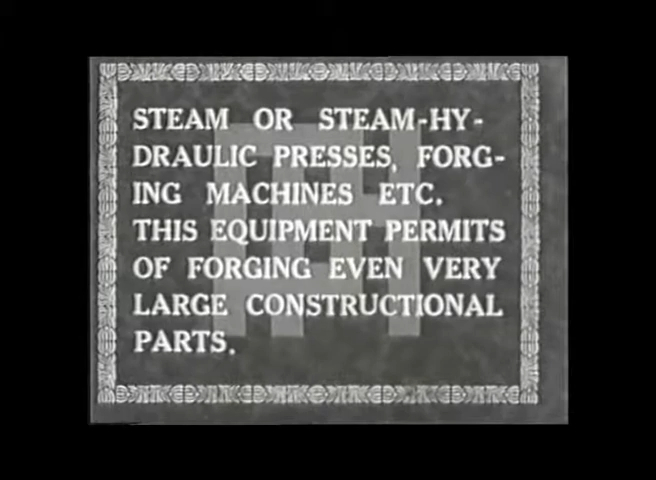 STEAM OR STEAM-HY-
DRAULIC PRESSES, FORG-
ING MACHINES ETC.
THIS EQUIPMENT PERMITS
OF FORGING EVEN VERY
LARGE CONSTRUCTIONAL
PARTS.